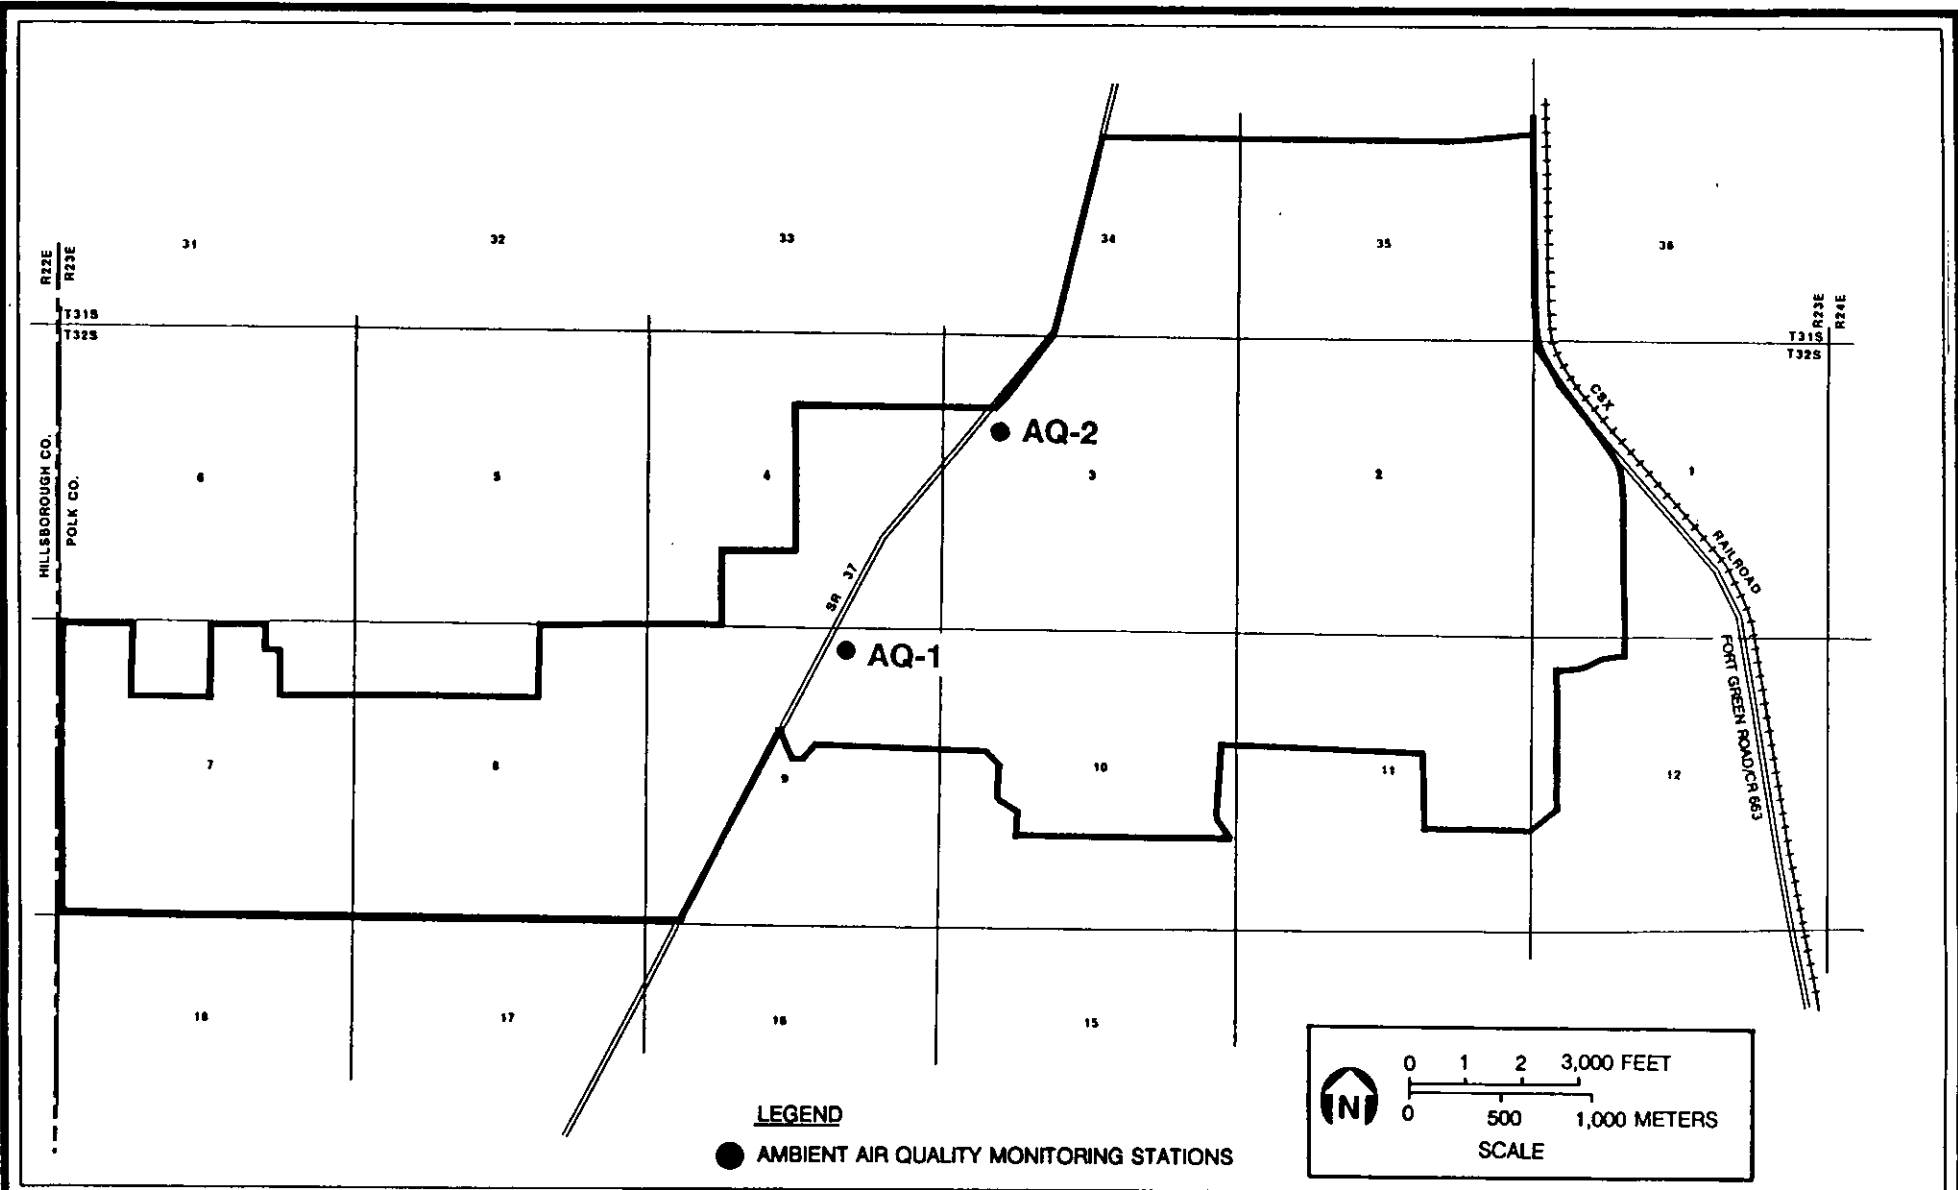 31
32
33
34
35
36
R22E
R23E
T31S
T32S
R23E
R24E
T31S
T32S
CSX
RAILROAD
AQ-2
HILLSBOROUGH CO.
POLK CO.
6
5
4
3
2
1
SR 37
AQ-1
FORT GREEN ROAD/CR 663
7
8
9
10
11
12
18
17
16
15
0 1 2 3,000 FEET
N
0 500 1,000 METERS
SCALE
LEGEND
AMBIENT AIR QUALITY MONITORING STATIONS